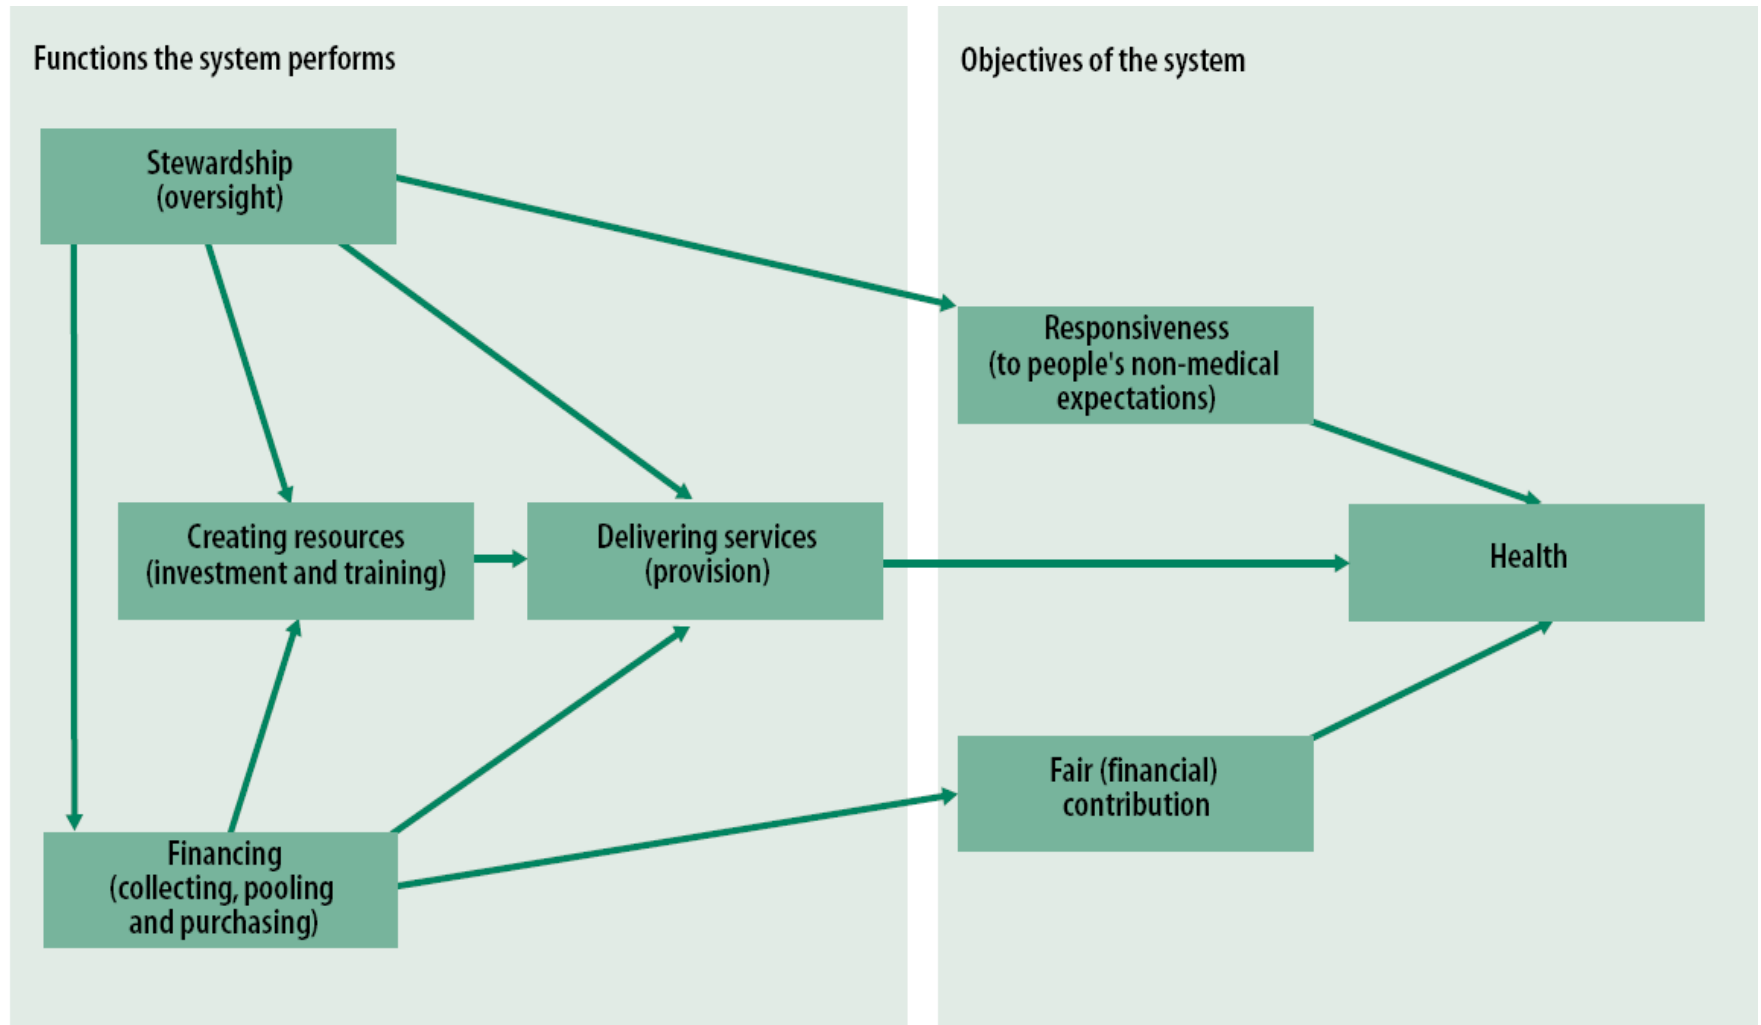 Functions the system performs
Objectives of the system
Stewardship
(oversight)
Responsiveness
(to people's non-medical
expectations)
Creating resources
(investment and training)
Delivering services
(provision)
Health
Fair (financial)
contribution
Financing
(collecting, pooling
and purchasing)